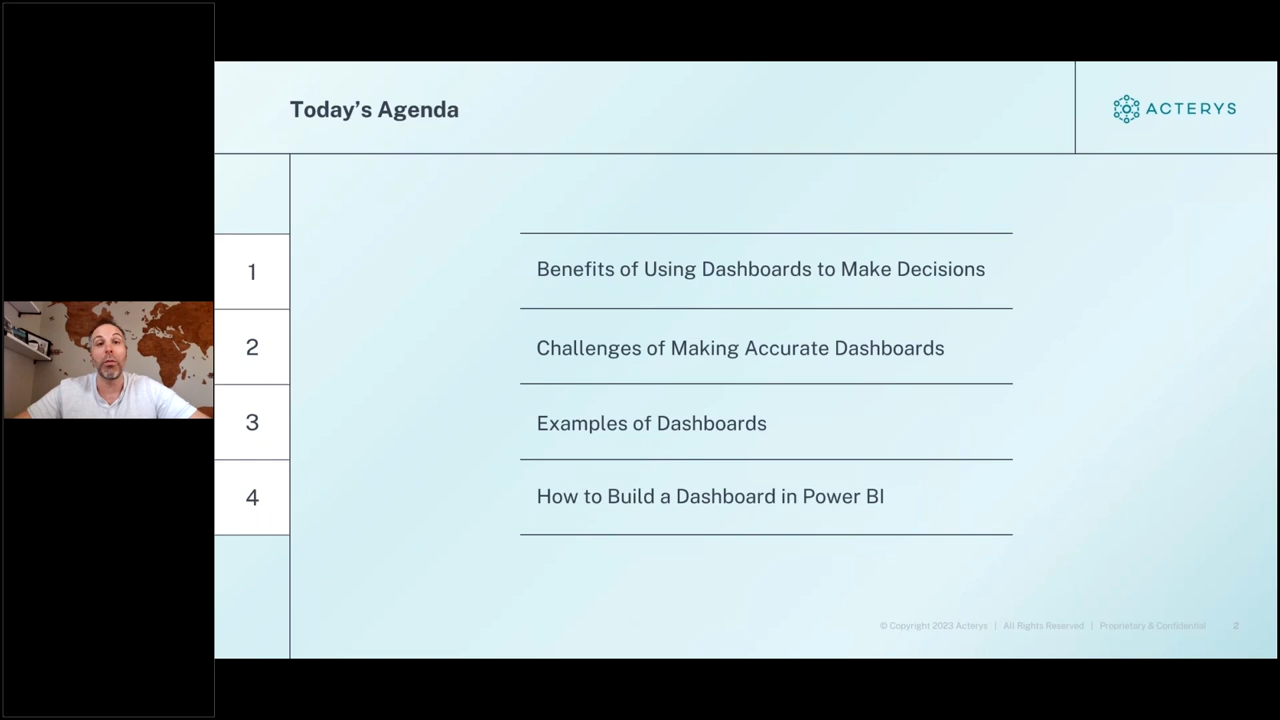 Today's Agenda
ACTERYS
1
Benefits of Using Dashboards to Make Decisions
2
Challenges of Making Accurate Dashboards
3
Examples of Dashboards
4
How to Build a Dashboard in Power BI
© Copyright 2023 Acterys | All Rights Reserved | Proprietary & Confidential 2